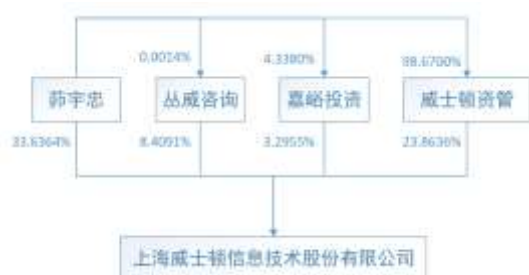 0.0014% 4.3380% 98.6700%
茆宇忠 丛威咨询 嘉峪投资 威士顿资管
33.6364% 8.4091% 3.2955% 23.8636%
上海威士顿信息技术股份有限公司